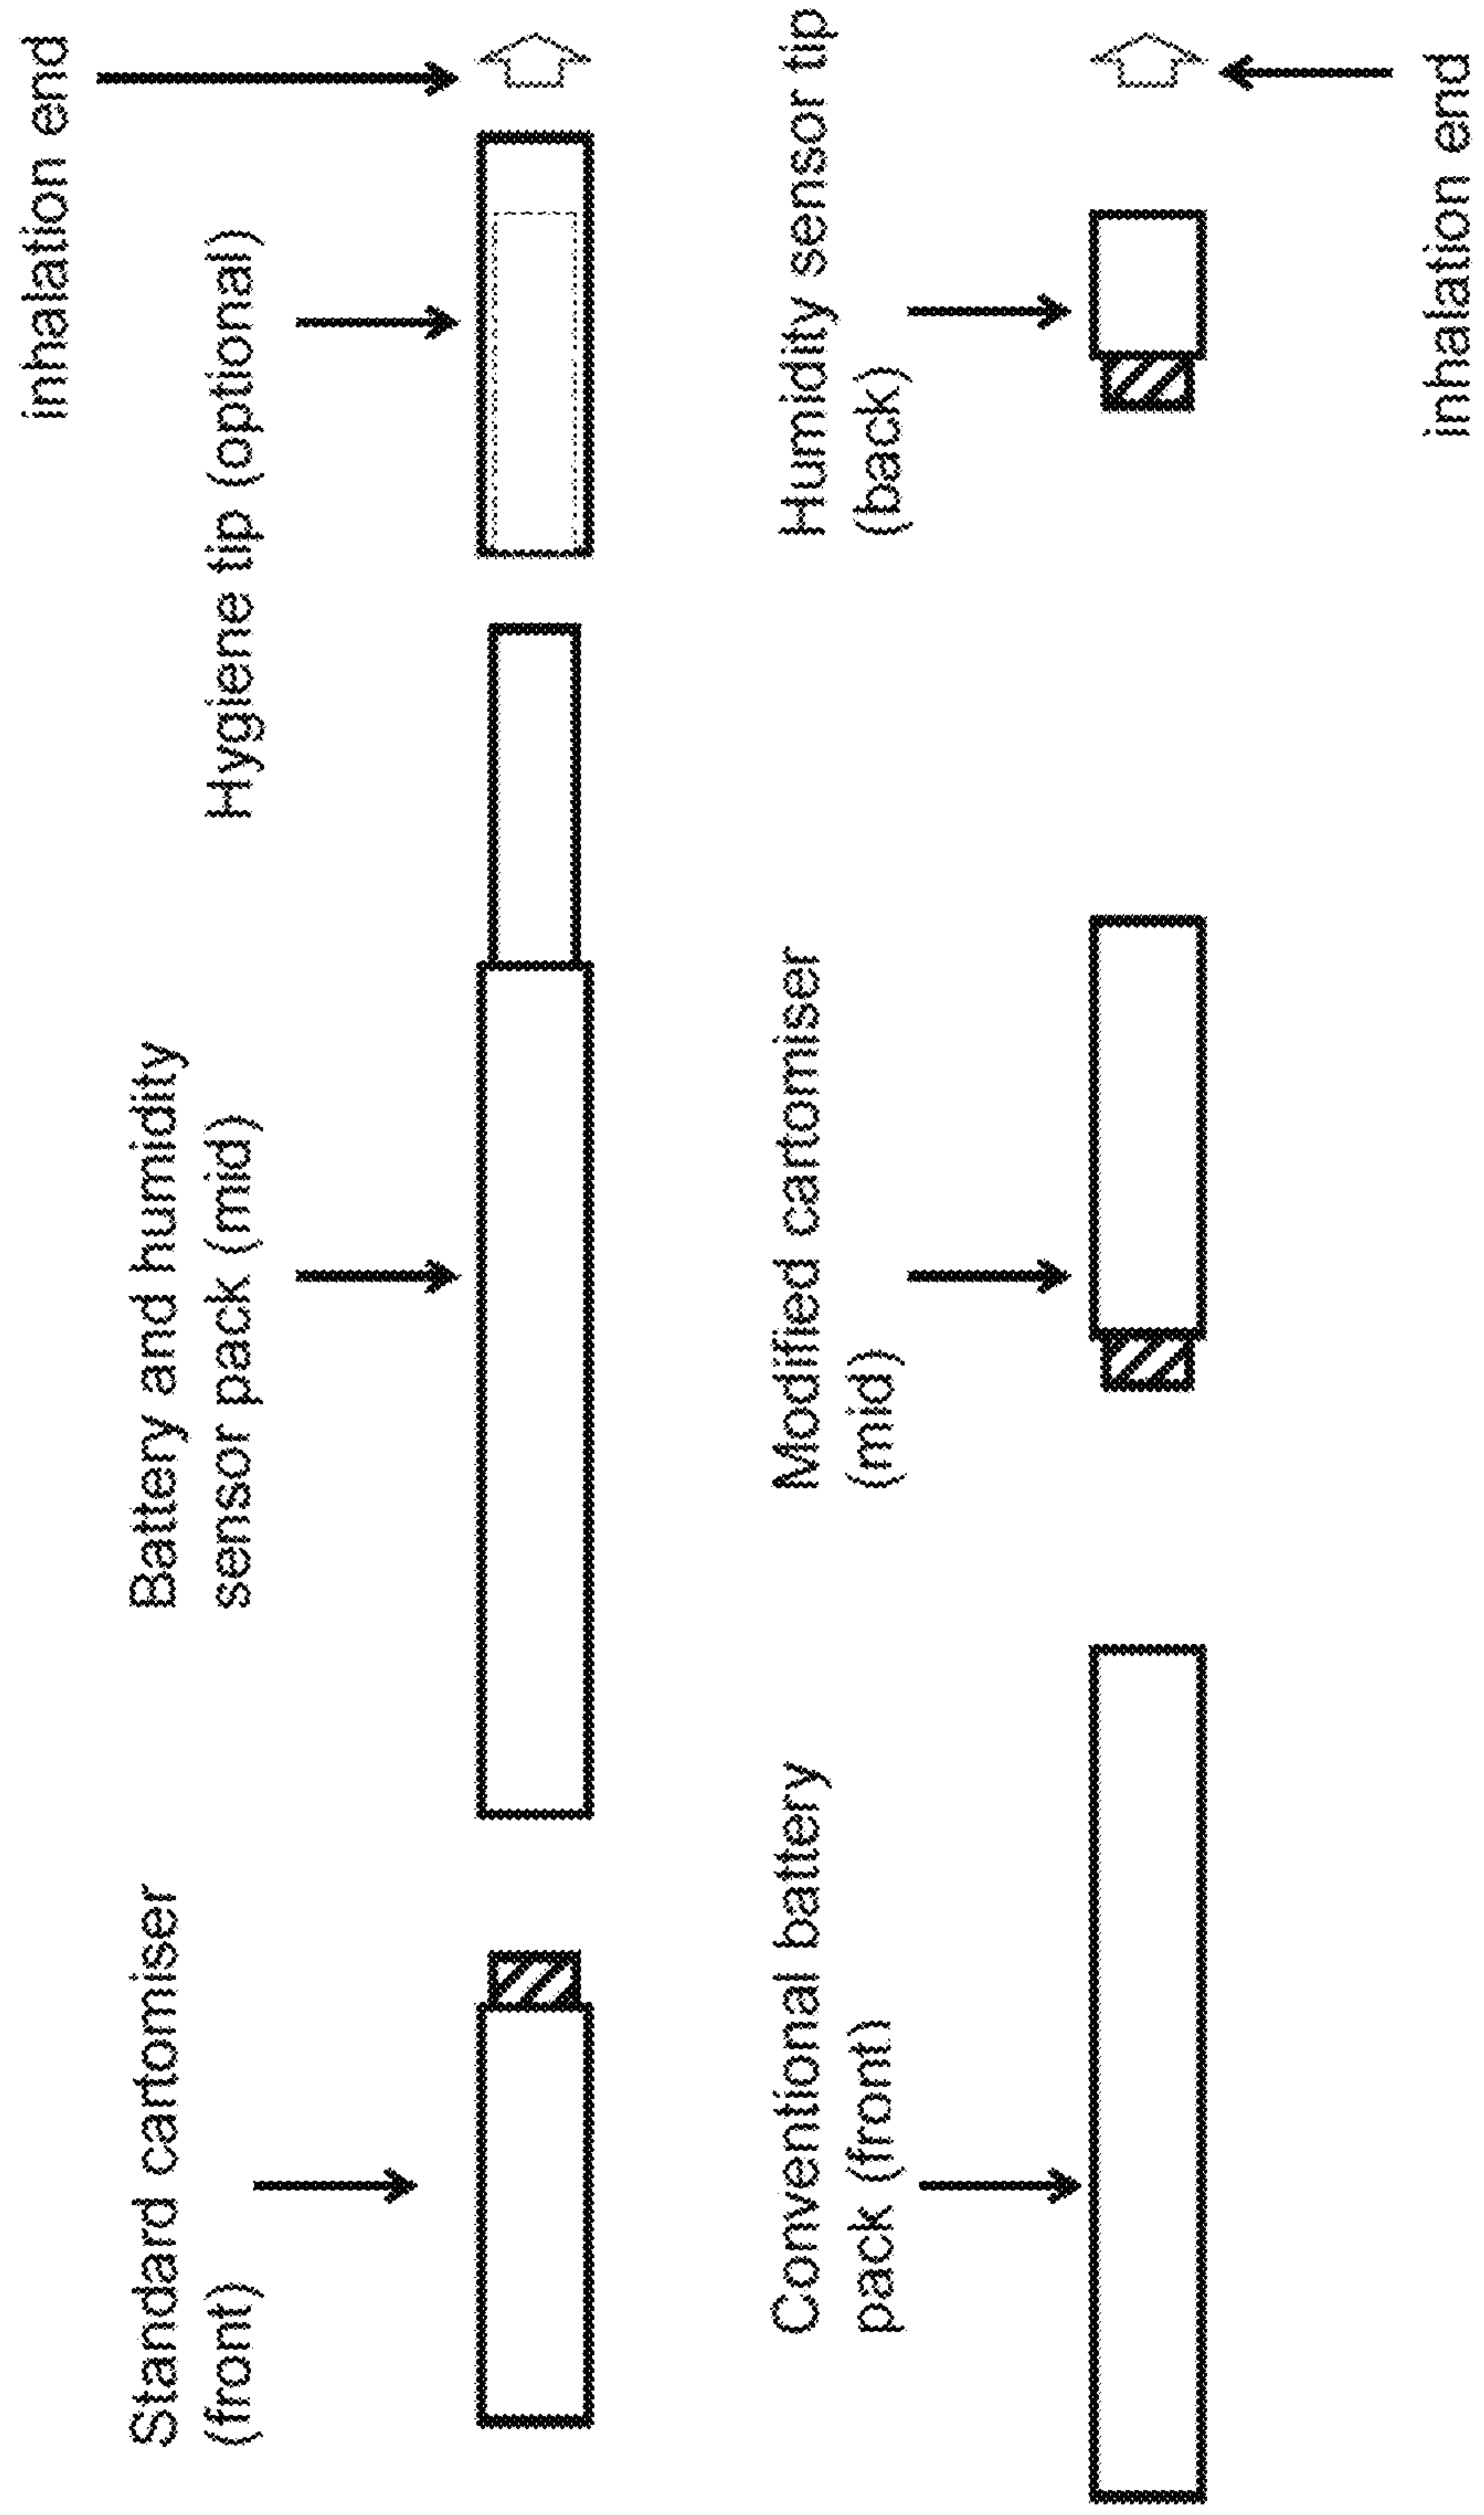 inhalation end
Standard cartomiser
(front)
Battery and humidity
sensor pack (mid)
Hygiene tip (optional)
Conventional battery
pack (front)
Modified cartomiser
(mid)
Humidity sensor tip
(back)
inhalation end